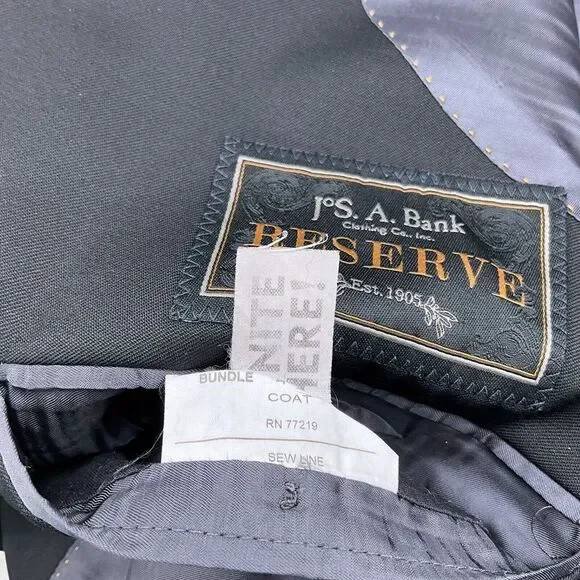 JoS. A. Bank
Clothing Co., Inc.
RESERVE
Est. 1905
NITE
HERE!
BUNDLE
COAT
RN 77219
SEW LINE